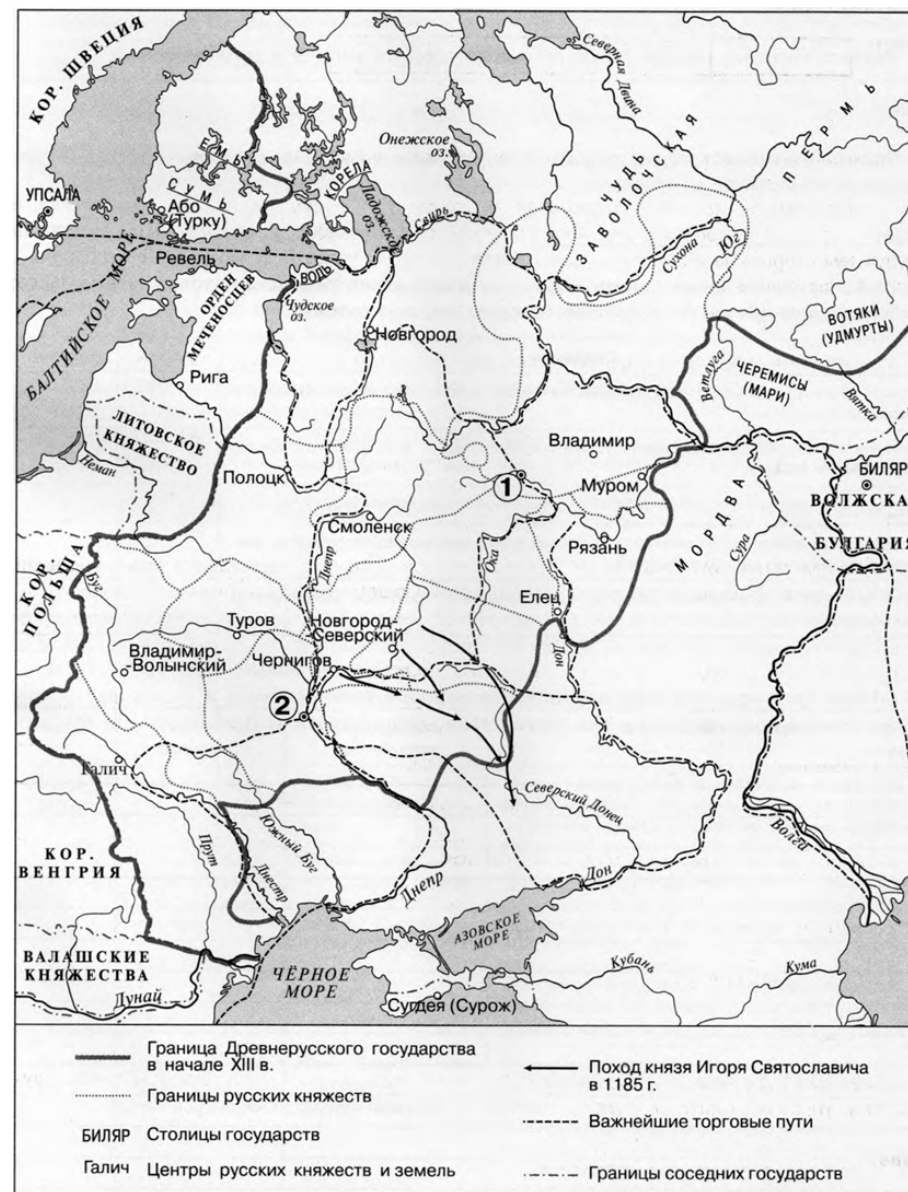 КОР. ШВЕЦИЯ
Северная Двина
ПЕРМЬ
Онежское
оз.
ЗАВОЛОЧЬЕ
ЧУДСКАЯ
ЕМЬ
СУМЬ
КОРЕЛА
Ладожское
оз.
УПСАЛА
Або
(Турку)
Свирь
Сухона
Юг
Ревель
ВОДЬ
ОРДЕН
МЕЧЕНОСЦЕВ
Чудское
оз.
БАЛТИЙСКОЕ МОРЕ
ВОТЯКИ
(УДМУРТЫ)
Новгород
Ветлуга
ЧЕРЕМИСЫ
(МАРИ)
Вятка
Рига
ЛИТОВСКОЕ
КНЯЖЕСТВО
Неман
Владимир
Полоцк
1
Муром
БИЛЯР
ВОЛЖСКА
БУЛГАРИЯ
МОРДВА
Сура
Смоленск
Рязань
Днепр
Ока
КОР.
ПОЛЬША
Буг
Елец
Туров
Новгород-
Северский
Дон
Владимир-
Волынский
Чернигов
2
Галич
Северский Донец
Волга
КОР.
ВЕНГРИЯ
Прут
Днестр
Южный Буг
Днепр
Дон
АЗОВСКОЕ
МОРЕ
ВАЛАШСКИЕ
КНЯЖЕСТВА
Дунай
ЧЁРНОЕ
МОРЕ
Кубань
Кума
Сугдея (Сурож)
Граница Древнерусского государства
в начале XIII в.
Границы русских княжеств
БИЛЯР Столицы государств
Галич Центры русских княжеств и земель
Поход князя Игоря Святославича
в 1185 г.
Важнейшие торговые пути
Границы соседних государств